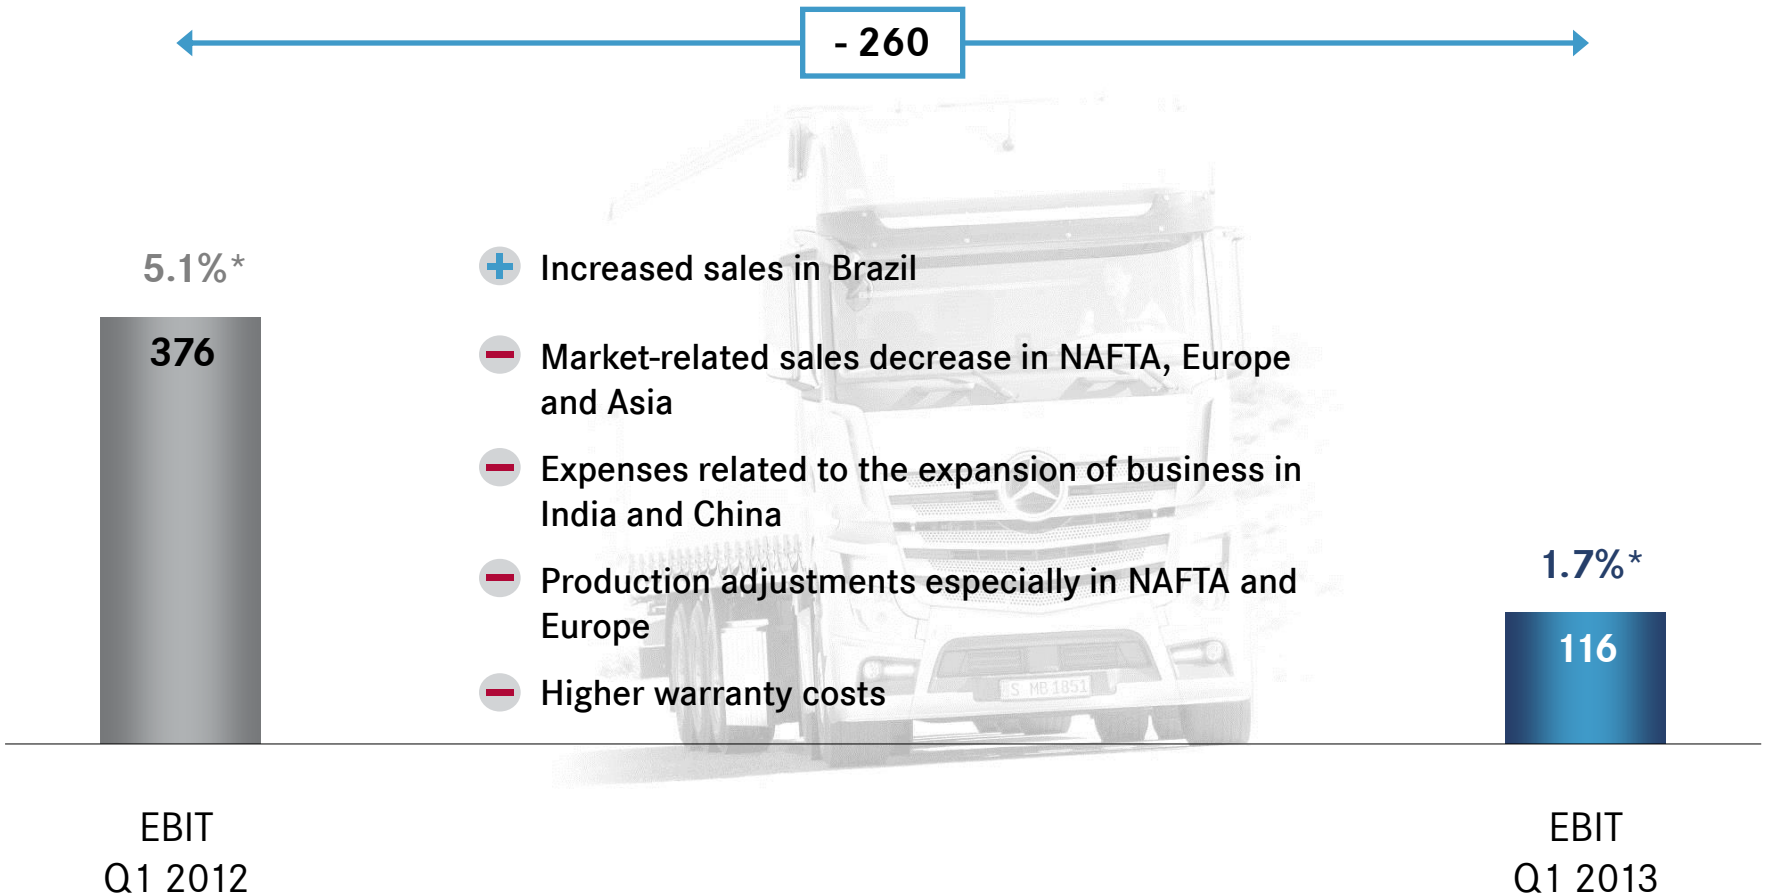 - 260
5.1%*
376
Increased sales in Brazil
Market-related sales decrease in NAFTA, Europe
and Asia
Expenses related to the expansion of business in
India and China
Production adjustments especially in NAFTA and
Europe
Higher warranty costs
S MB 1851
1.7%*
116
EBIT
Q1 2012
EBIT
Q1 2013